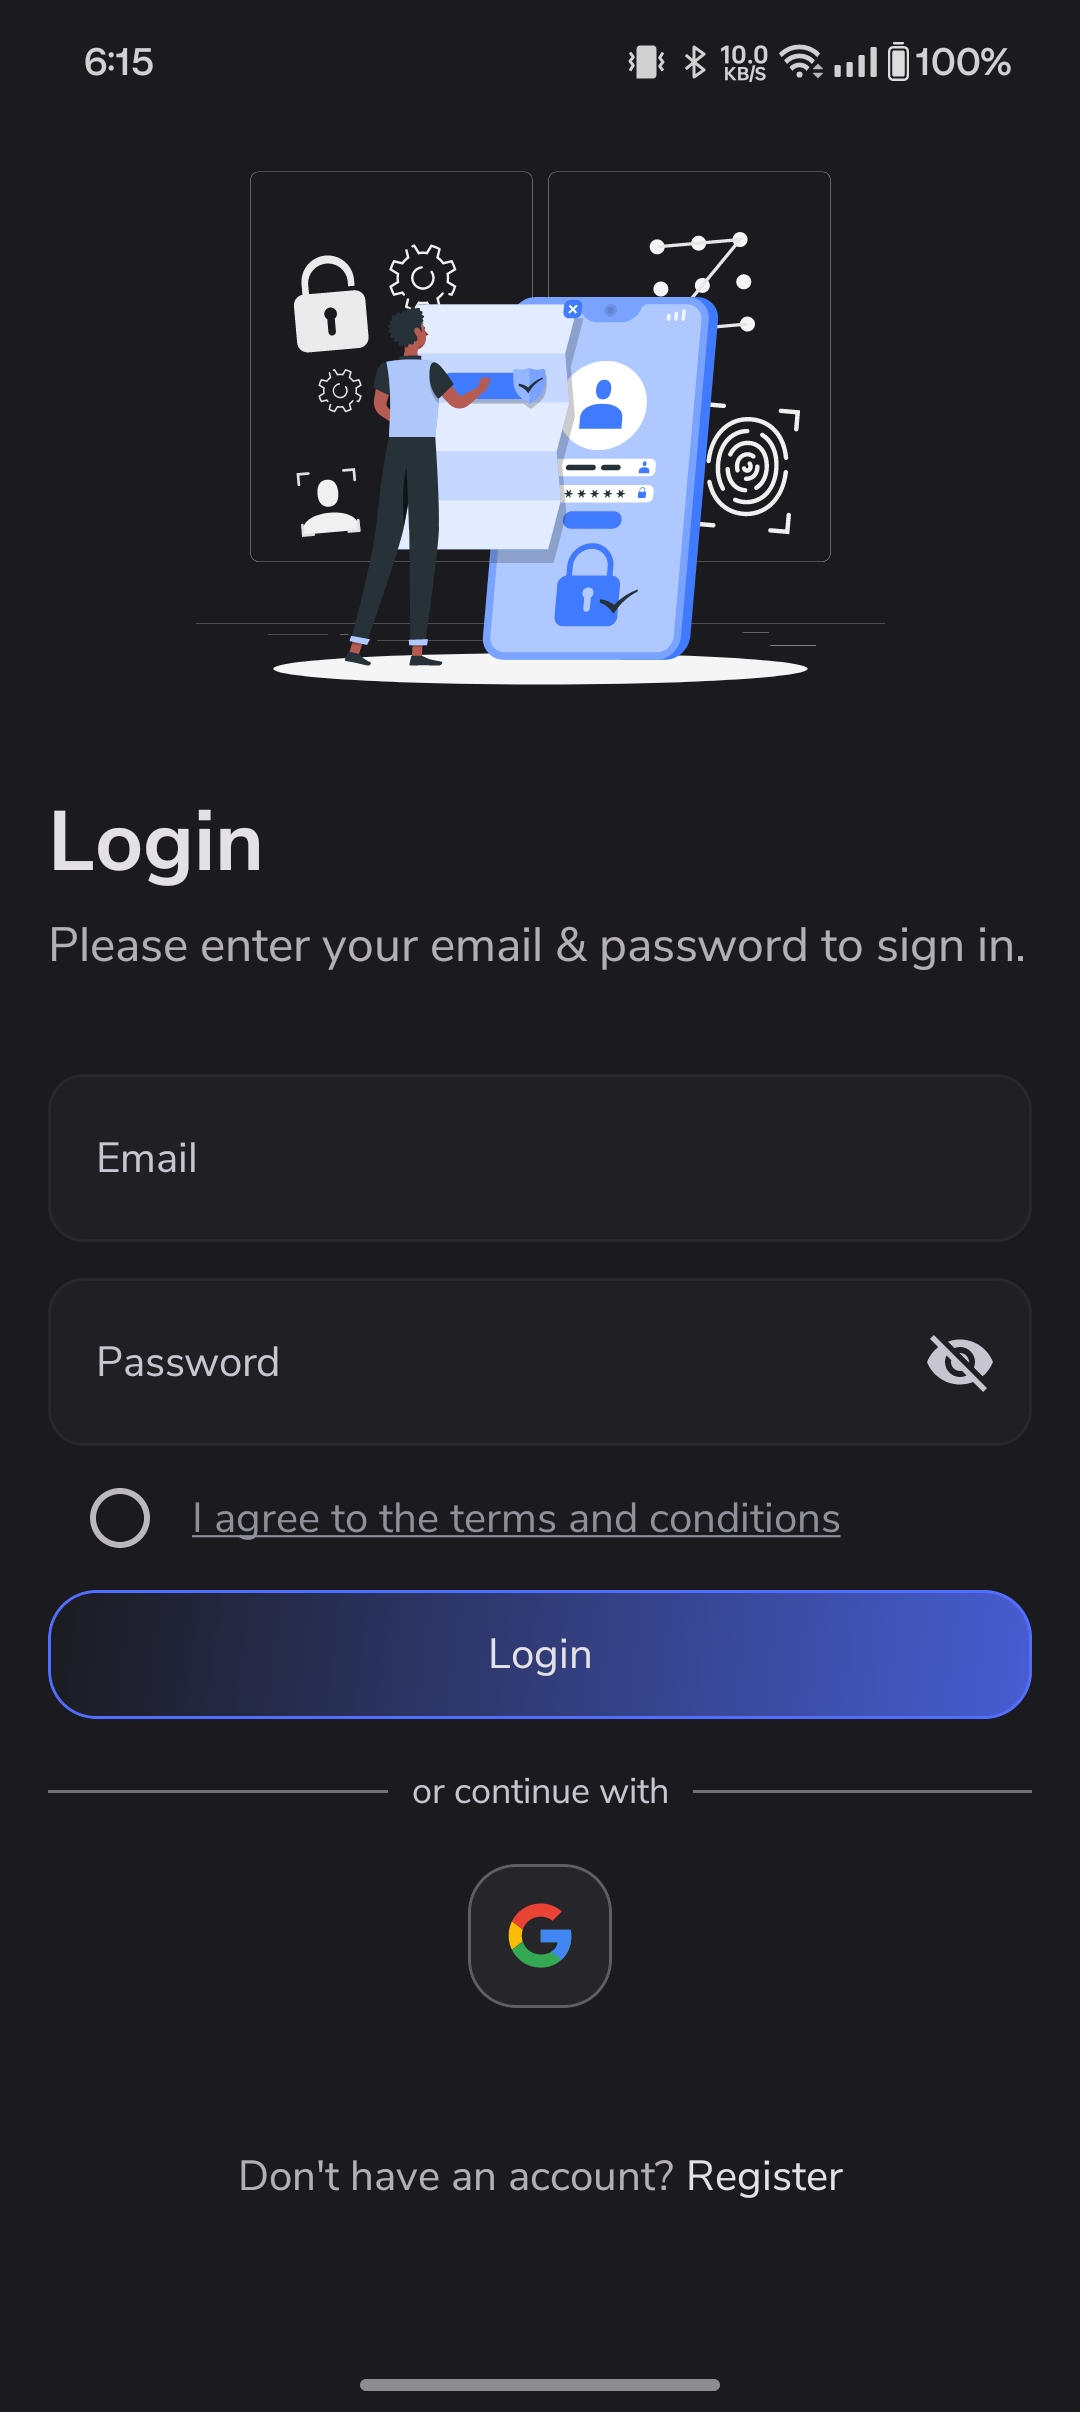 6:15
10.0
KB/S
100%
*****
Login
Please enter your email & password to sign in.
Email
Password
I agree to the terms and conditions
Login
or continue with
G
Don't have an account? Register